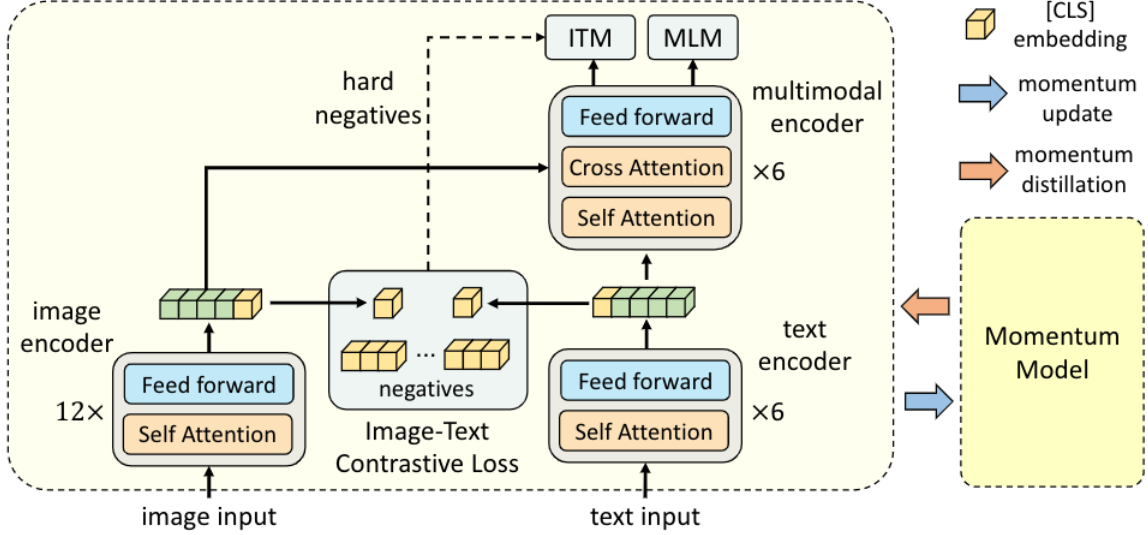 ITM
MLM
[CLS]
embedding
hard
negatives
multimodal
encoder
momentum
update
Feed forward
Cross Attention
×6
Self Attention
momentum
distillation
image
encoder
text
encoder
...
negatives
Momentum
Model
12×
Feed forward
Self Attention
Image-Text
Contrastive Loss
Feed forward
×6
Self Attention
image input
text input